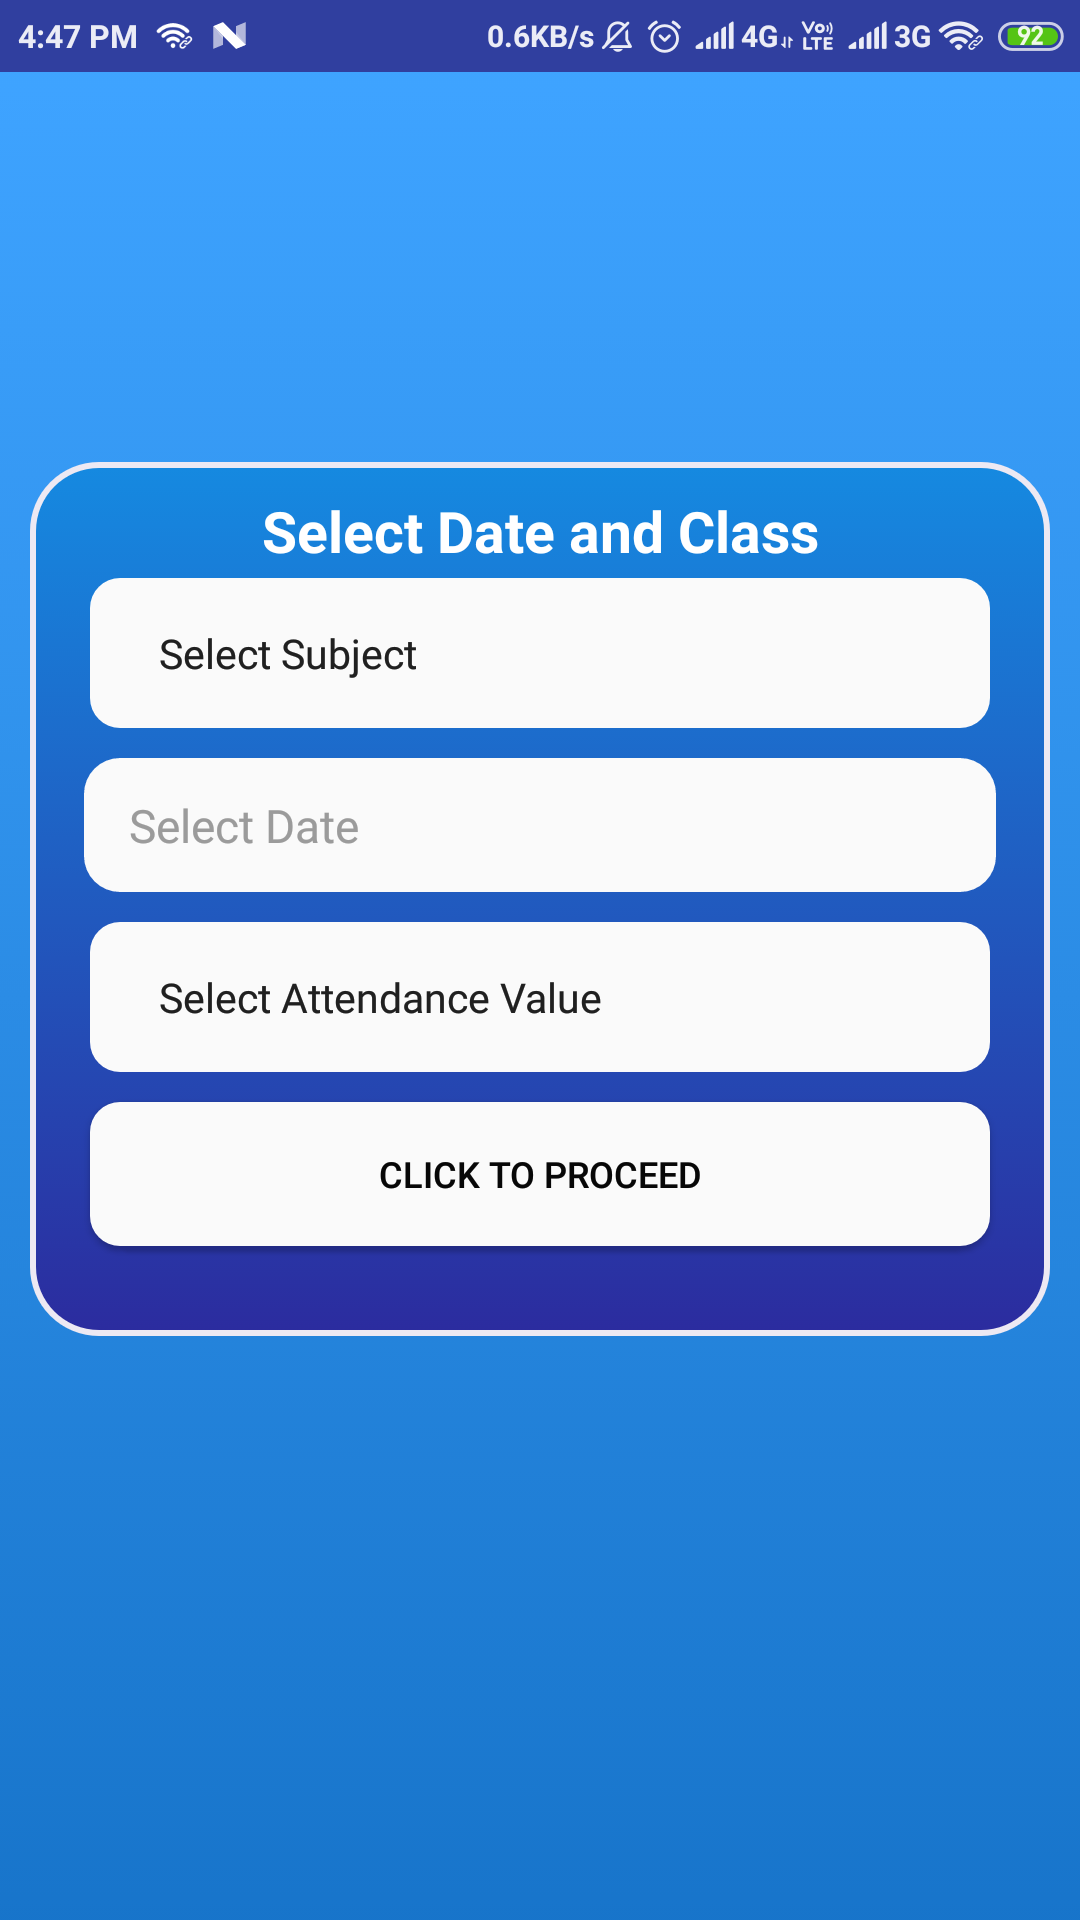 4:47 PM 0.6KB/s 4G Vo LTE 3G 92
Select Date and Class
Select Subject
Select Date
Select Attendance Value
CLICK TO PROCEED